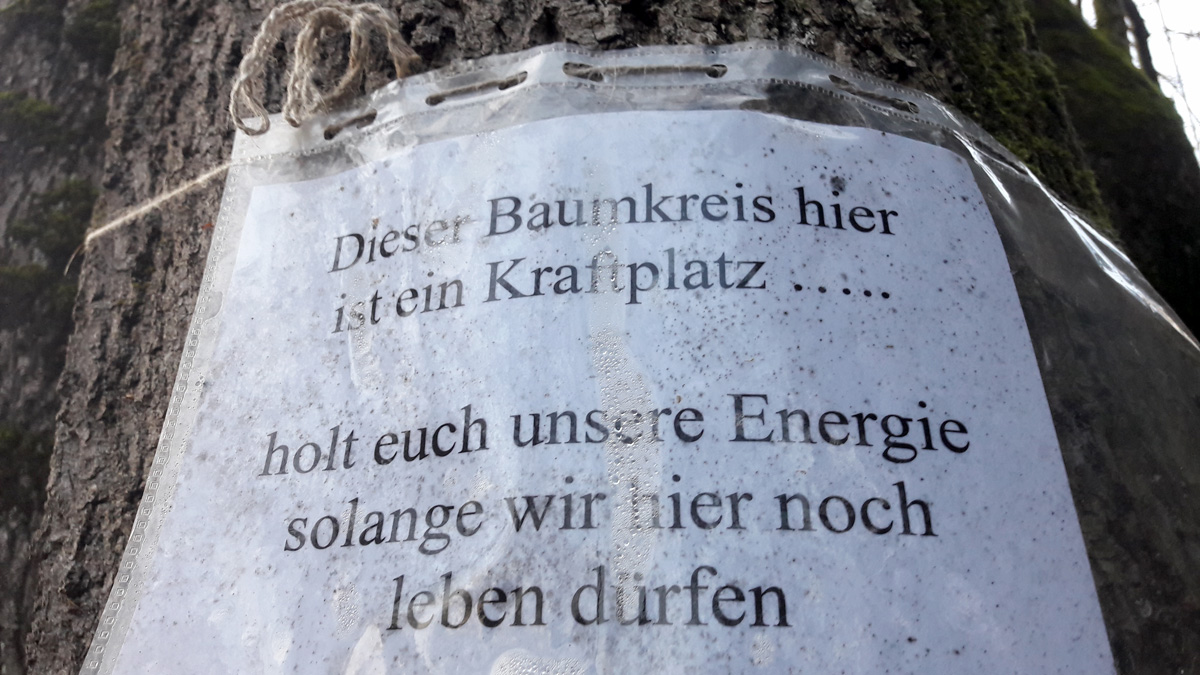 Dieser Baumkreis hier
ist ein Kraftplatz .....
holt euch unsere Energie
solange wir hier noch
leben dürfen